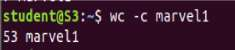 student@S3:~$ wc -c marvel1
53 marvel1